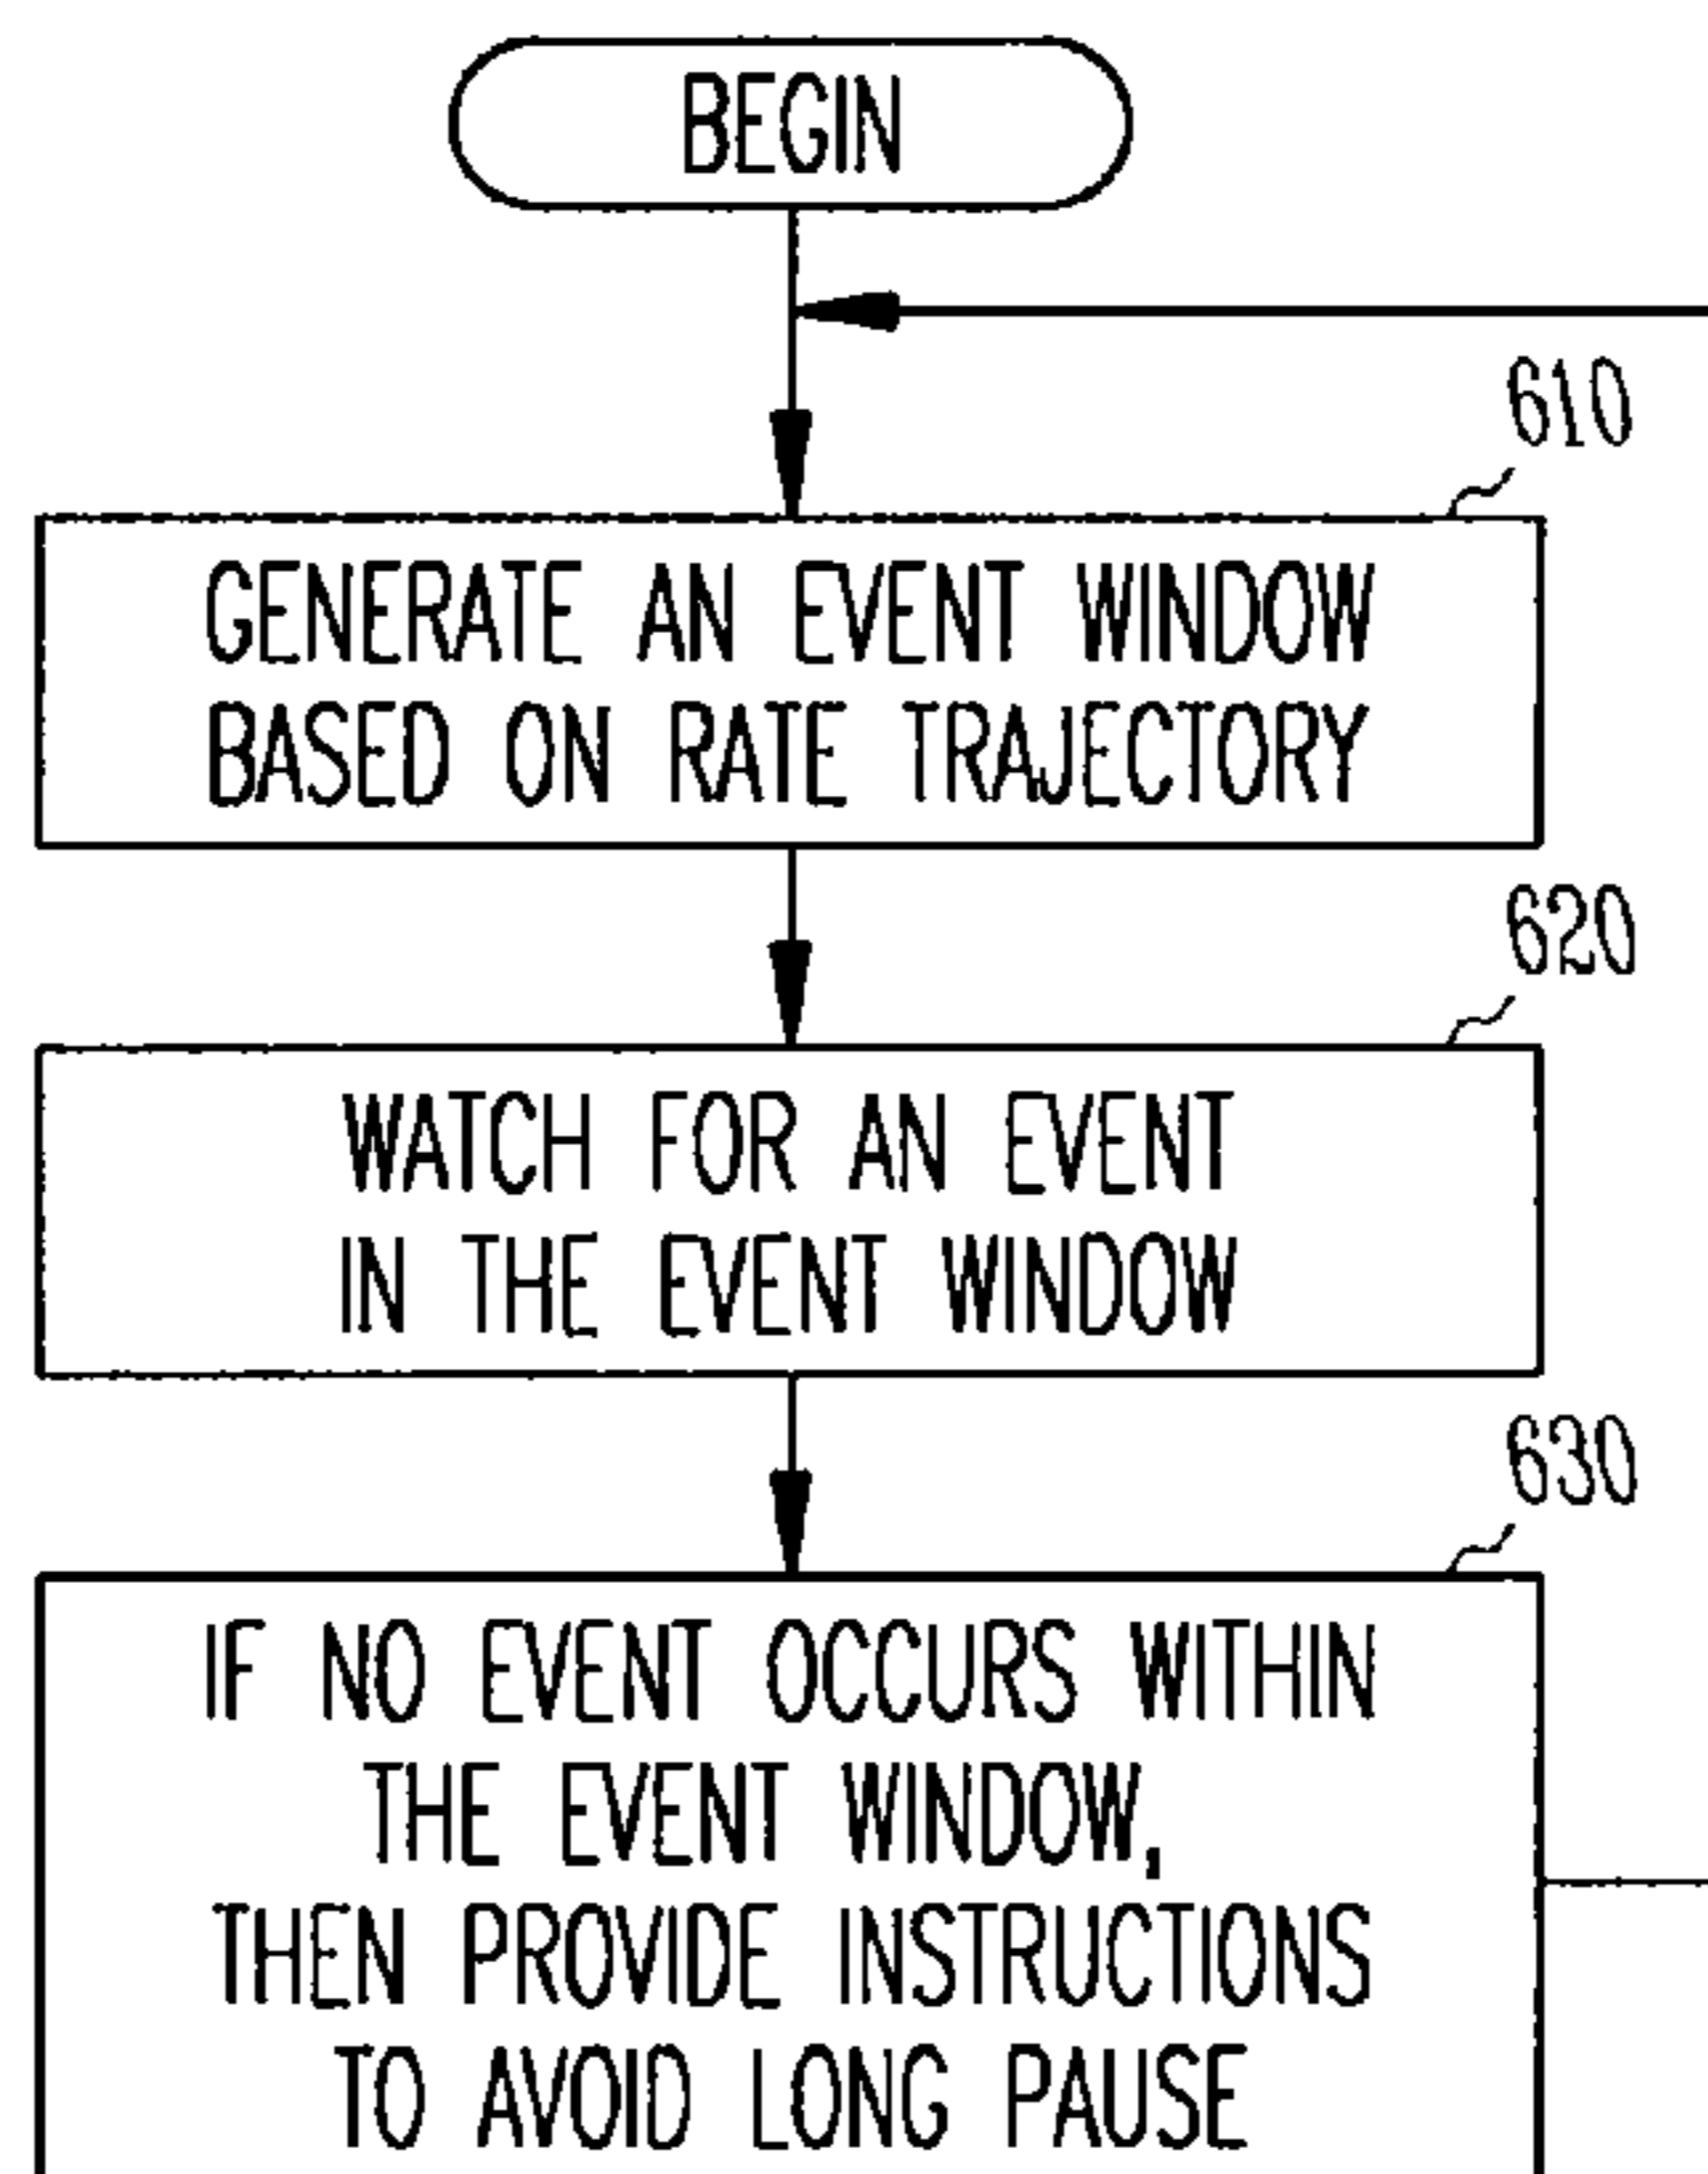 BEGIN
610
GENERATE AN EVENT WINDOW
BASED ON RATE TRAJECTORY
620
WATCH FOR AN EVENT
IN THE EVENT WINDOW
630
IF NO EVENT OCCURS WITHIN
THE EVENT WINDOW,
THEN PROVIDE INSTRUCTIONS
TO AVOID LONG PAUSE